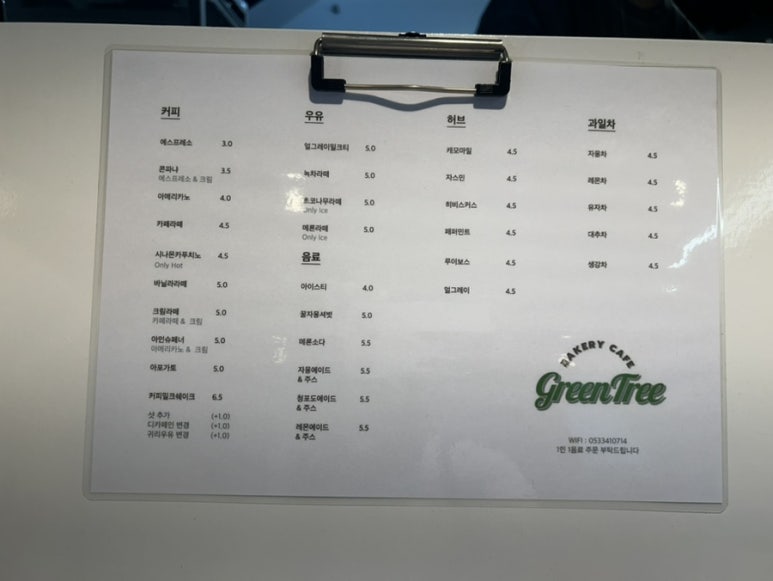 커피
에스프레소 3.0
콘파나 3.5
에스프레소 & 크림
아메리카노 4.0
카페라떼 4.5
시나몬카푸치노 4.5
Only Hot
바닐라라떼 5.0
크림라떼 5.0
카페라떼 & 크림
아인슈페너 5.0
아메리카노 & 크림
아포가토 5.0
커피밀크쉐이크 6.5
샷 추가 (+1.0)
디카페인 변경 (+1.0)
귀리우유 변경 (+1.0)
우유
얼그레이밀크티 5.0
녹차라떼 5.0
초코나무라떼 5.0
Only Ice
메론라떼 5.0
Only Ice
음료
아이스티 4.0
꿀자몽셔벗 5.0
메론소다 5.5
자몽에이드 5.5
& 주스
청포도에이드 5.5
& 주스
레몬에이드 5.5
& 주스
허브
캐모마일 4.5
자스민 4.5
히비스커스 4.5
페퍼민트 4.5
루이보스 4.5
얼그레이 4.5
과일차
자몽차 4.5
레몬차 4.5
유자차 4.5
대추차 4.5
생강차 4.5
BAKERY CAFE
GreenTree
WIFI : 0533410714
1인 1음료 주문 부탁드립니다